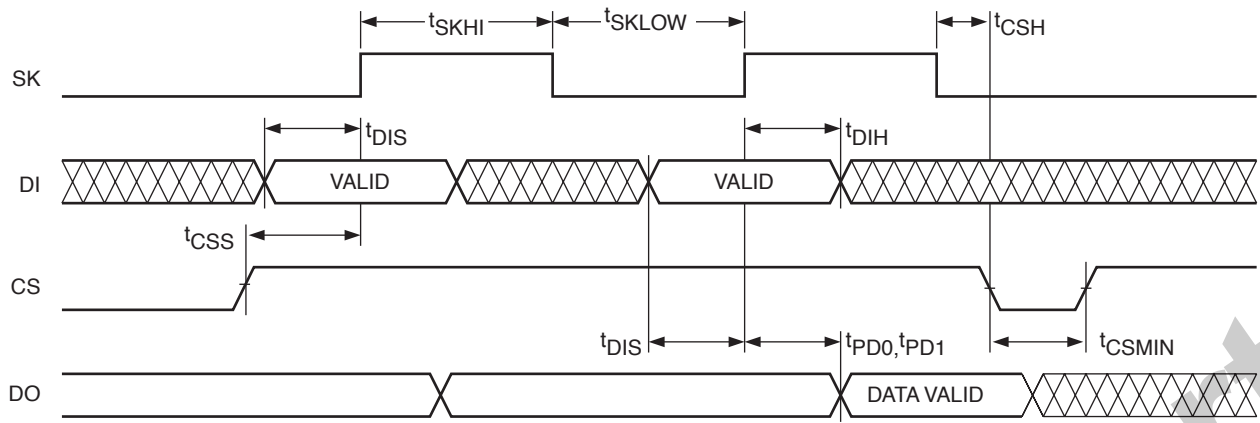 tSKHI
tSKLOW
tCSH
SK
tDIS
tDIH
DI
VALID
VALID
tCSS
CS
tDIS
tPD0,tPD1
tCSMIN
DO
DATA VALID